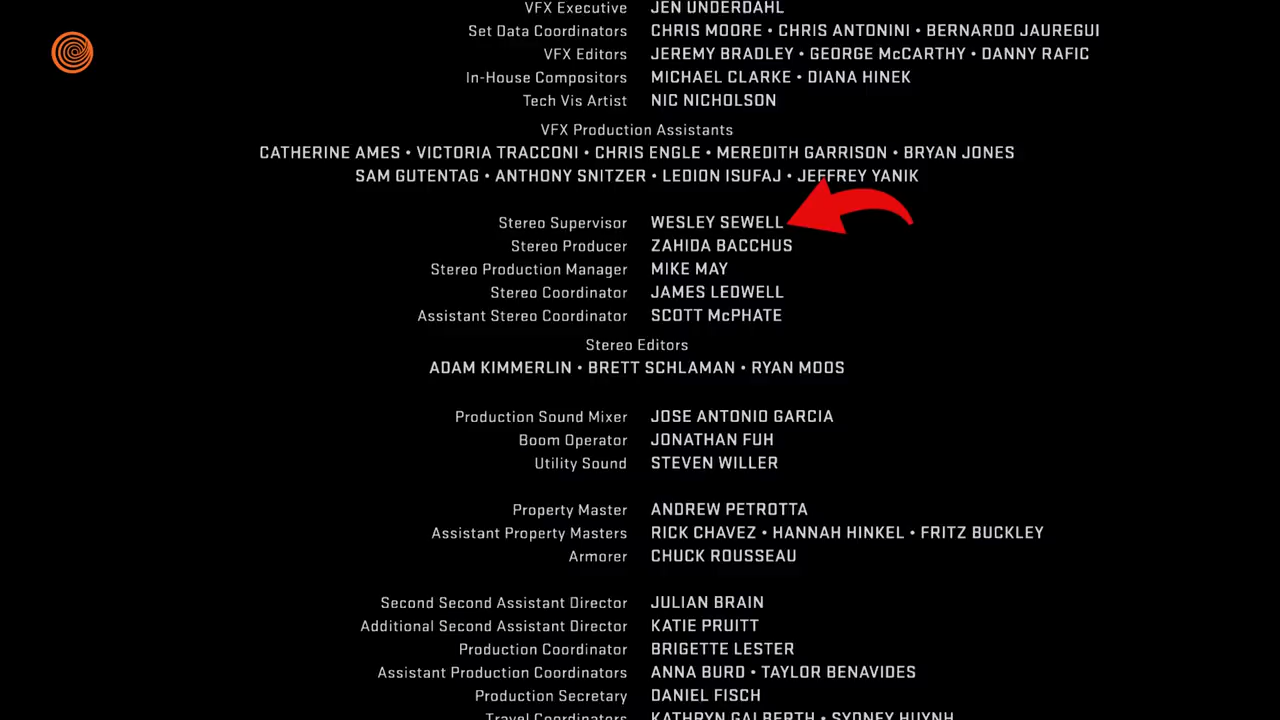 VFX Executive JEN UNDERDAHL
Set Data Coordinators CHRIS MOORE • CHRIS ANTONINI • BERNARDO JAUREGUI
VFX Editors JEREMY BRADLEY • GEORGE McCARTHY • DANNY RAFIC
In-House Compositors MICHAEL CLARKE • DIANA HINEK
Tech Vis Artist NIC NICHOLSON
VFX Production Assistants
CATHERINE AMES • VICTORIA TRACCONI • CHRIS ENGLE • MEREDITH GARRISON • BRYAN JONES
SAM GUTENTAG • ANTHONY SNITZER • LEDION ISUFAJ • JEFFREY YANIK
Stereo Supervisor WESLEY SEWELL
Stereo Producer ZAHIDA BACCHUS
Stereo Production Manager MIKE MAY
Stereo Coordinator JAMES LEDWELL
Assistant Stereo Coordinator SCOTT McPHATE
Stereo Editors
ADAM KIMMERLIN • BRETT SCHLAMAN • RYAN MOOS
Production Sound Mixer JOSE ANTONIO GARCIA
Boom Operator JONATHAN FUH
Utility Sound STEVEN WILLER
Property Master ANDREW PETROTTA
Assistant Property Masters RICK CHAVEZ • HANNAH HINKEL • FRITZ BUCKLEY
Armorer CHUCK ROUSSEAU
Second Second Assistant Director JULIAN BRAIN
Additional Second Assistant Director KATIE PRUITT
Production Coordinator BRIGETTE LESTER
Assistant Production Coordinators ANNA BURD • TAYLOR BENAVIDES
Production Secretary DANIEL FISCH
Travel Coordinators KATHRYN GALBERTH • SYDNEY HUYNH